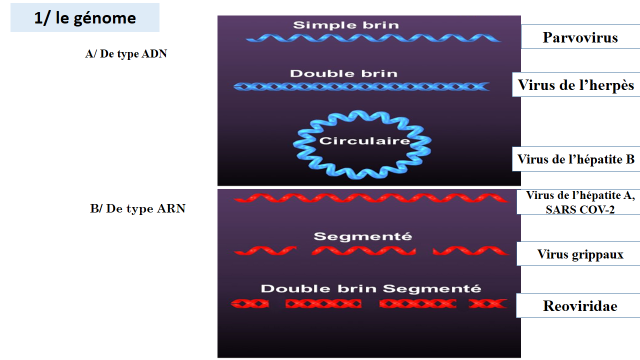 1/ le génome
A/ De type ADN
Simple brin
Parvovirus
Double brin
Virus de l’herpès
Circulaire
Virus de l’hépatite B
B/ De type ARN
Virus de l’hépatite A,
SARS COV-2
Segmenté
Virus grippaux
Double brin Segmenté
Reoviridae